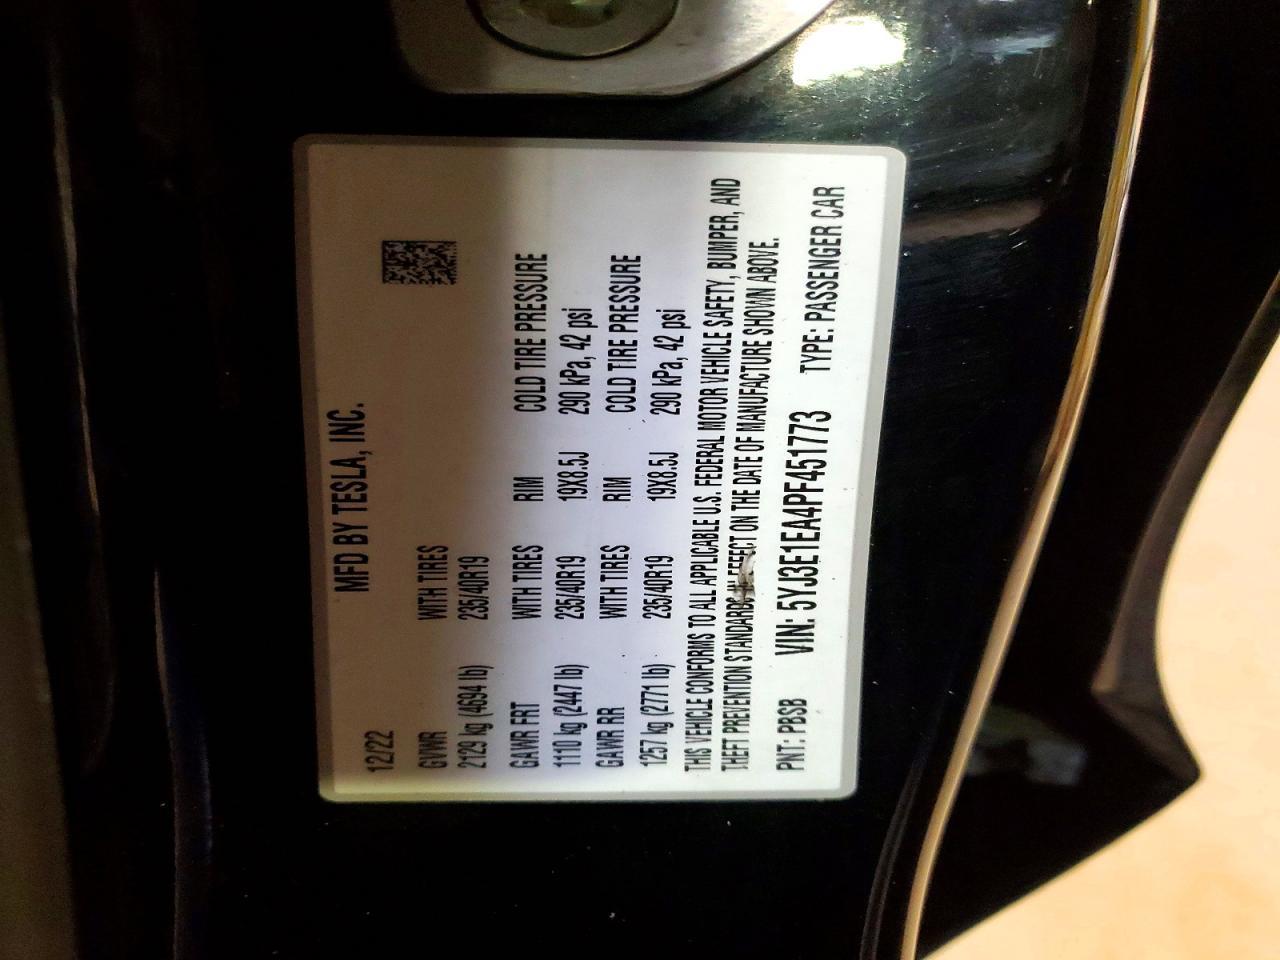 MFD BY TESLA, INC.
12/22
GVWR WITH TIRES
2129 kg (4694 lb) 235/40R19
GAWR FRT WITH TIRES RIM COLD TIRE PRESSURE
1110 kg (2447 lb) 235/40R19 19X8.5J 290 kPa, 42 psi
GAWR RR WITH TIRES RIM COLD TIRE PRESSURE
1257 kg (2771 lb) 235/40R19 19X8.5J 290 kPa, 42 psi
THIS VEHICLE CONFORMS TO ALL APPLICABLE U.S. FEDERAL MOTOR VEHICLE SAFETY, BUMPER, AND
THEFT PREVENTION STANDARDS IN EFFECT ON THE DATE OF MANUFACTURE SHOWN ABOVE.
PNT: PBSB VIN: 5YJ3E1EA4PF451773 TYPE: PASSENGER CAR